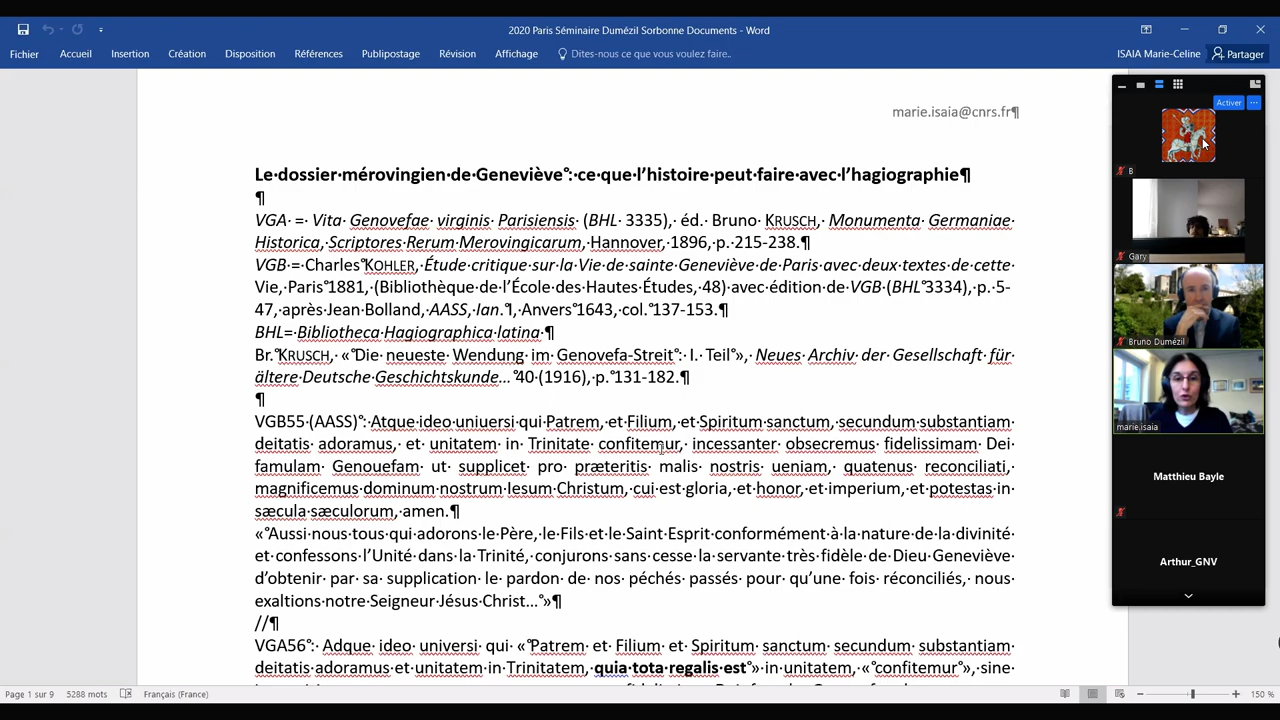 2020 Paris Séminaire Dumézil Sorbonne Documents - Word
Fichier Accueil Insertion Création Disposition Références Publipostage Révision Affichage Dites-nous ce que vous voulez faire.. ISAIA Marie-Celine Partager
marie.isaia@cnrs.fr¶
Le·dossier·mérovingien·de·Geneviève°:·ce·que·l’histoire·peut·faire·avec·l’hagiographie¶
¶
VGA· =· Vita· Genovefae· virginis· Parisiensis· (BHL· 3335),· éd.· Bruno· KRUSCH,· Monumenta· Germaniae·
Historica,·Scriptores·Rerum·Merovingicarum,·Hannover,·1896,·p.·215-238.¶
VGB·=·Charles°KOHLER,·Étude·critique·sur·la·Vie·de·sainte·Geneviève·de·Paris·avec·deux·textes·de·cette·
Vie,·Paris°1881,·(Bibliothèque·de·l’École·des·Hautes·Études,·48)·avec·édition·de·VGB·(BHL°3334),·p.·5-
47,·après·Jean·Bolland,·AASS,·Ian.°I,·Anvers°1643,·col.°137-153.¶
BHL=·Bibliotheca·Hagiographica·latina·¶
Br.°KRUSCH,· «°Die· neueste· Wendung· im· Genovefa-Streit°:· I.· Teil°»,· Neues· Archiv· der· Gesellschaft· für·
ältere·Deutsche·Geschichtskunde…°40·(1916),·p.°131-182.¶
¶
VGB55·(AASS)°:·Atque·ideo·uniuersi·qui·Patrem,·et·Filium,·et·Spiritum·sanctum,·secundum·substantiam·
deitatis· adoramus,· et· unitatem· in· Trinitate· confitemur,· incessanter· obsecremus· fidelissimam· Dei·
famulam· Genouefam· ut· supplicet· pro· præteritis· malis· nostris· ueniam,· quatenus· reconciliati,·
magnificemus·dominum·nostrum·Iesum·Christum,·cui·est·gloria,·et·honor,·et·imperium,·et·potestas·in·
sæcula·sæculorum,·amen.¶
«°Aussi·nous·tous·qui·adorons·le·Père,·le·Fils·et·le·Saint·Esprit·conformément·à·la·nature·de·la·divinité·
et·confessons·l’Unité·dans·la·Trinité,·conjurons·sans·cesse·la·servante·très·fidèle·de·Dieu·Geneviève·
d’obtenir· par· sa· supplication· le· pardon· de· nos· péchés· passés· pour· qu’une· fois· réconciliés,· nous·
exaltions·notre·Seigneur·Jésus·Christ…°»¶
//¶
VGA56°:· Adque· ideo· universi· qui· «°Patrem· et· Filium· et· Spiritum· sanctum· secundum· substantiam·
deitatis·adoramus·et·unitatem·in·Trinitatem,·quia·tota·regalis·est°»·in·unitatem,·«°confitemur°»,·sine·
Activer
B
Gary
Bruno Dumézil
marie.isaia
Matthieu Bayle
Arthur_GNV
Page 1 sur 9 5288 mots Français (France) 150 %